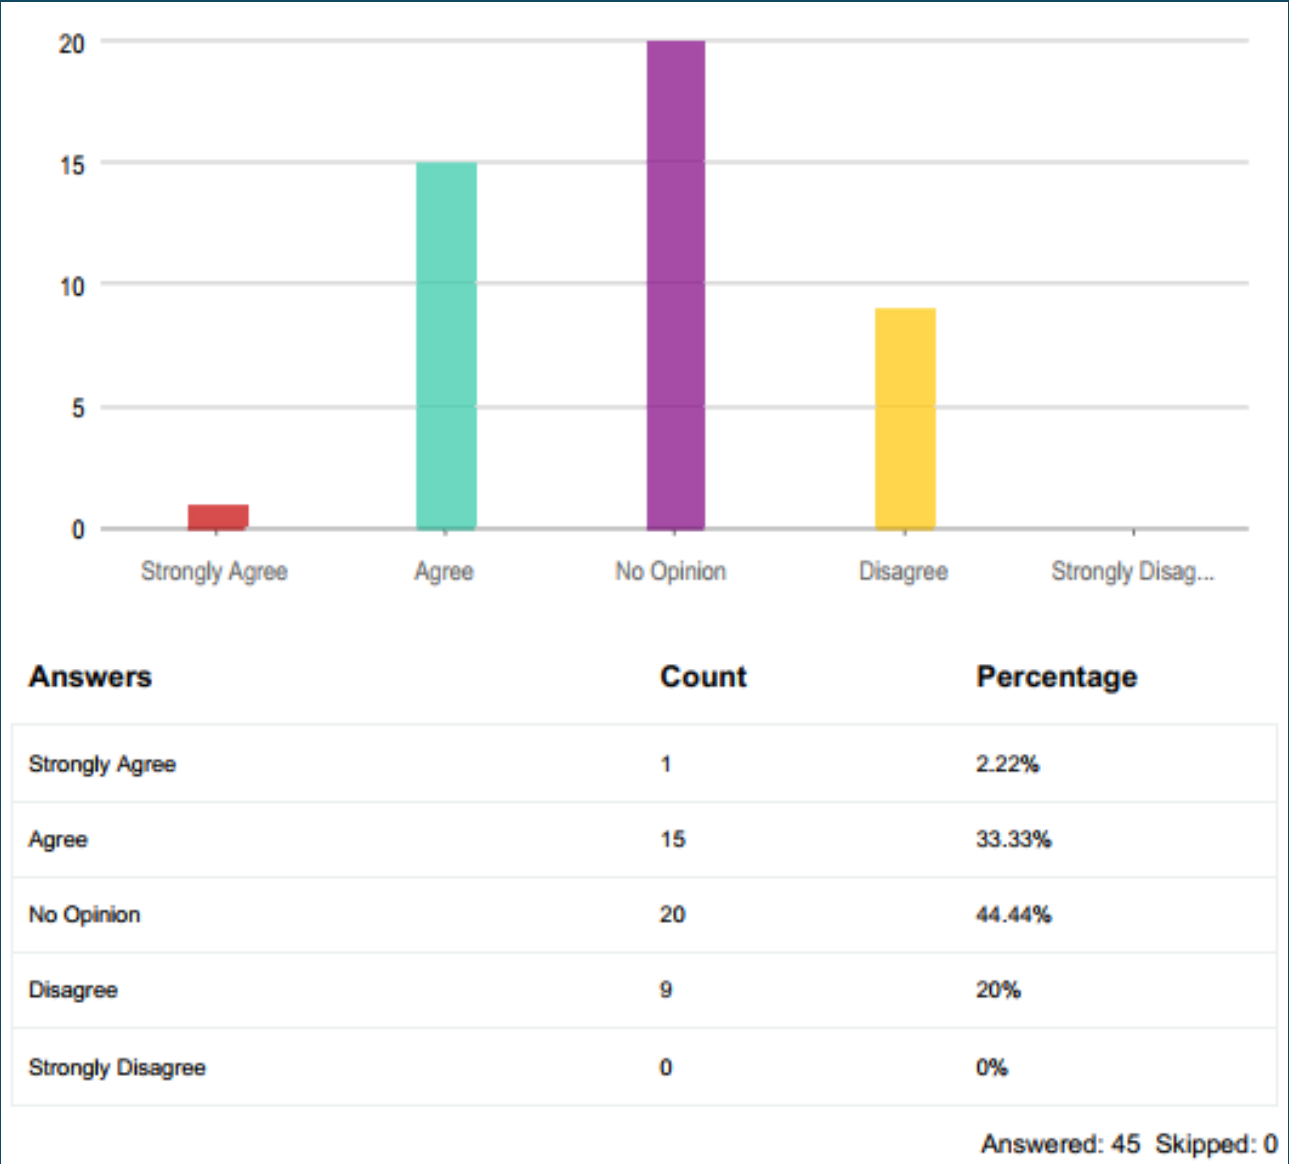 20
15
10
5
0
Strongly Agree Agree No Opinion Disagree Strongly Disag...
Answers Count Percentage
Strongly Agree 1 2.22%
Agree 15 33.33%
No Opinion 20 44.44%
Disagree 9 20%
Strongly Disagree 0 0%
Answered: 45 Skipped: 0